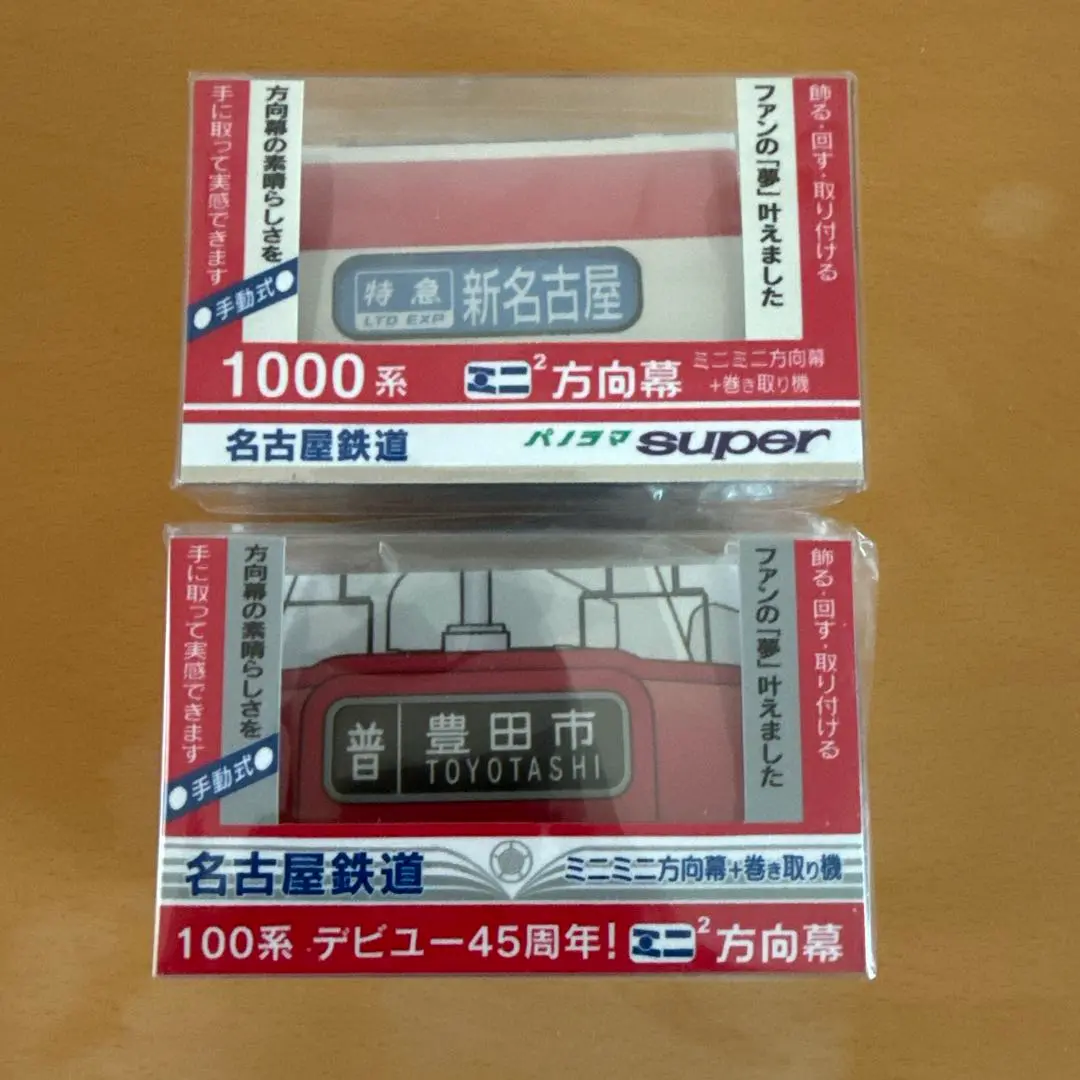 飾る・回す・取り付ける
ファンの「夢」叶えました
方向幕の素晴らしさを
手に取って実感できます
●手動式●
特急
LTD EXP
新名古屋
1000系
ミニ²方向幕
ミニミニ方向幕
+巻き取り機
名古屋鉄道
パノラマ super
飾る・回す・取り付ける
ファンの「夢」叶えました
方向幕の素晴らしさを
手に取って実感できます
●手動式●
普
豊田市
TOYOTASHI
名古屋鉄道
ミニミニ方向幕+巻き取り機
100系 デビュー45周年!
ミニ²方向幕